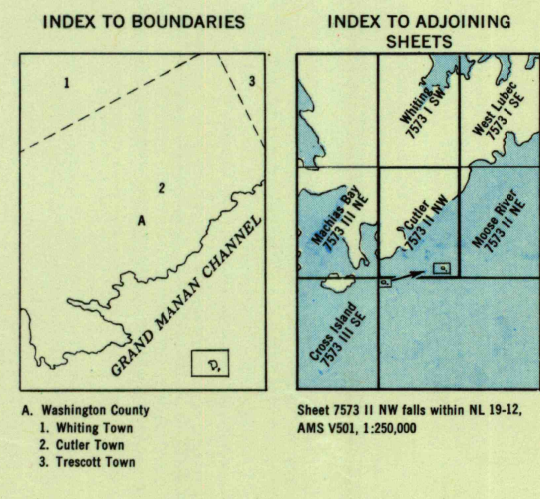 INDEX TO BOUNDARIES
1
3
2
A
GRAND MANAN CHANNEL
A. Washington County
1. Whiting Town
2. Cutler Town
3. Trescott Town
INDEX TO ADJOINING
SHEETS
Whiting
7573 I SW
West Lubec
7573 I SE
Machias Bay
7573 III NE
Cutler
7573 II NW
Moose River
7573 II NE
Cross Island
7573 III SE
Sheet 7573 II NW falls within NL 19-12,
AMS V501, 1:250,000